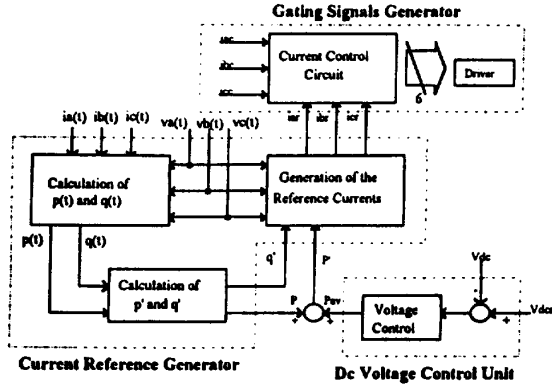 Gating Signals Generator
iac
ibc
icc
Current Control
Circuit
6
Driver
iar
ibr
icr
ia(t) ib(t) ic(t) va(t) vb(t) vc(t)
Calculation of
p(t) and q(t)
Generation of the
Reference Currents
p(t)
q(t)
q'
P'
Calculation of
p' and q'
P
+
Pav
+
Voltage
Control
Vdc
-
+
Vdcr
Current Reference Generator
Dc Voltage Control Unit